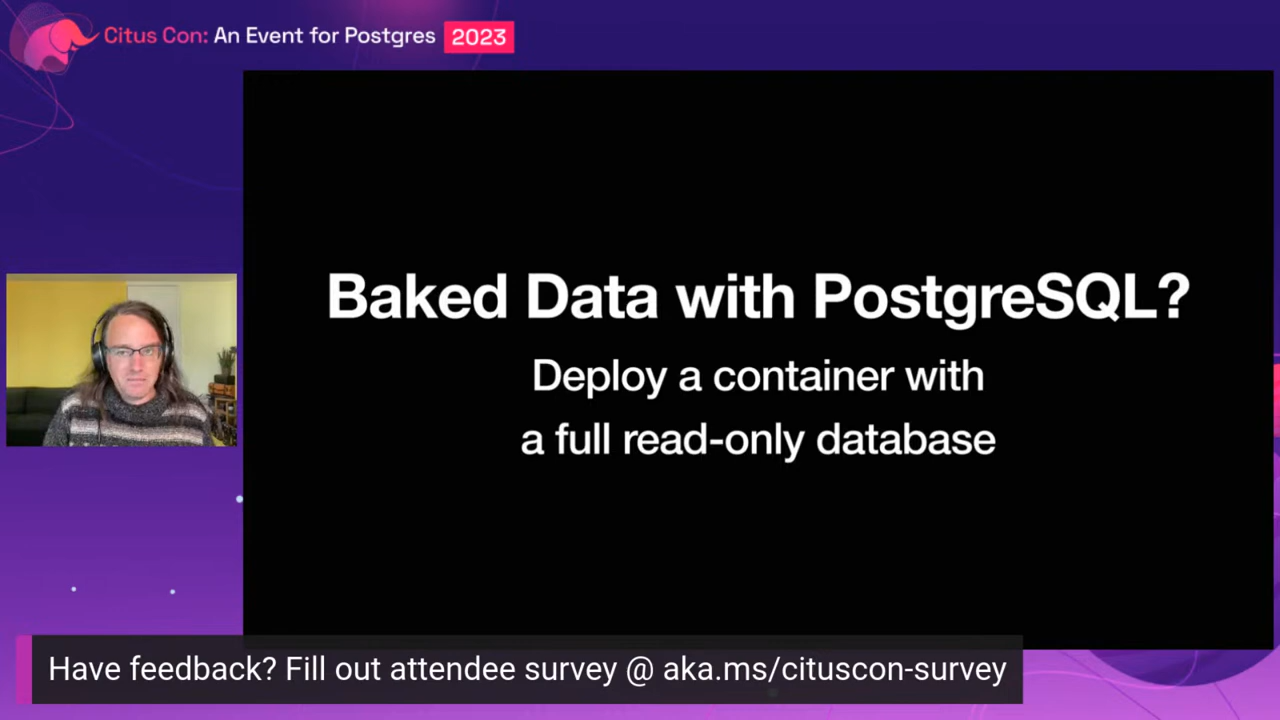 Citus Con: An Event for Postgres 2023
Baked Data with PostgreSQL?
Deploy a container with
a full read-only database
Have feedback? Fill out attendee survey @ aka.ms/cituscon-survey